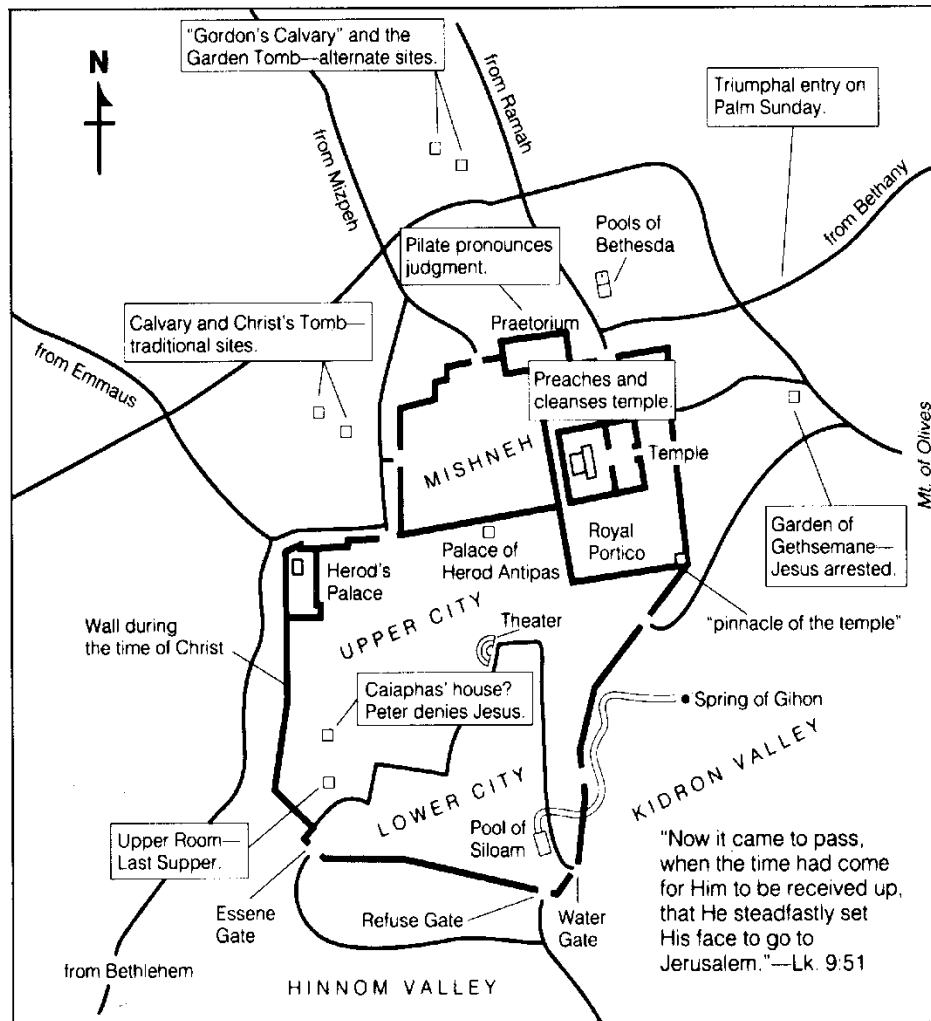 "Gordon's Calvary" and the
Garden Tomb—alternate sites.
N
from Ramah
Triumphal entry on
Palm Sunday.
from Mizpeh
from Bethany
Pools of
Bethesda
Pilate pronounces
judgment.
Calvary and Christ's Tomb—
traditional sites.
Praetorium
from Emmaus
Preaches and
cleanses temple.
MISHNEH
Temple
Mt. of Olives
Royal
Portico
Garden of
Gethsemane—
Jesus arrested.
Palace of
Herod Antipas
Herod's
Palace
UPPER CITY
Theater
"pinnacle of the temple"
Wall during
the time of Christ
Caiaphas' house?
Peter denies Jesus.
Spring of Gihon
KIDRON VALLEY
LOWER CITY
Pool of
Siloam
Upper Room—
Last Supper.
"Now it came to pass,
when the time had come
for Him to be received up,
that He steadfastly set
His face to go to
Jerusalem."—Lk. 9:51
Essene
Gate
Refuse Gate
Water
Gate
from Bethlehem
HINNOM VALLEY